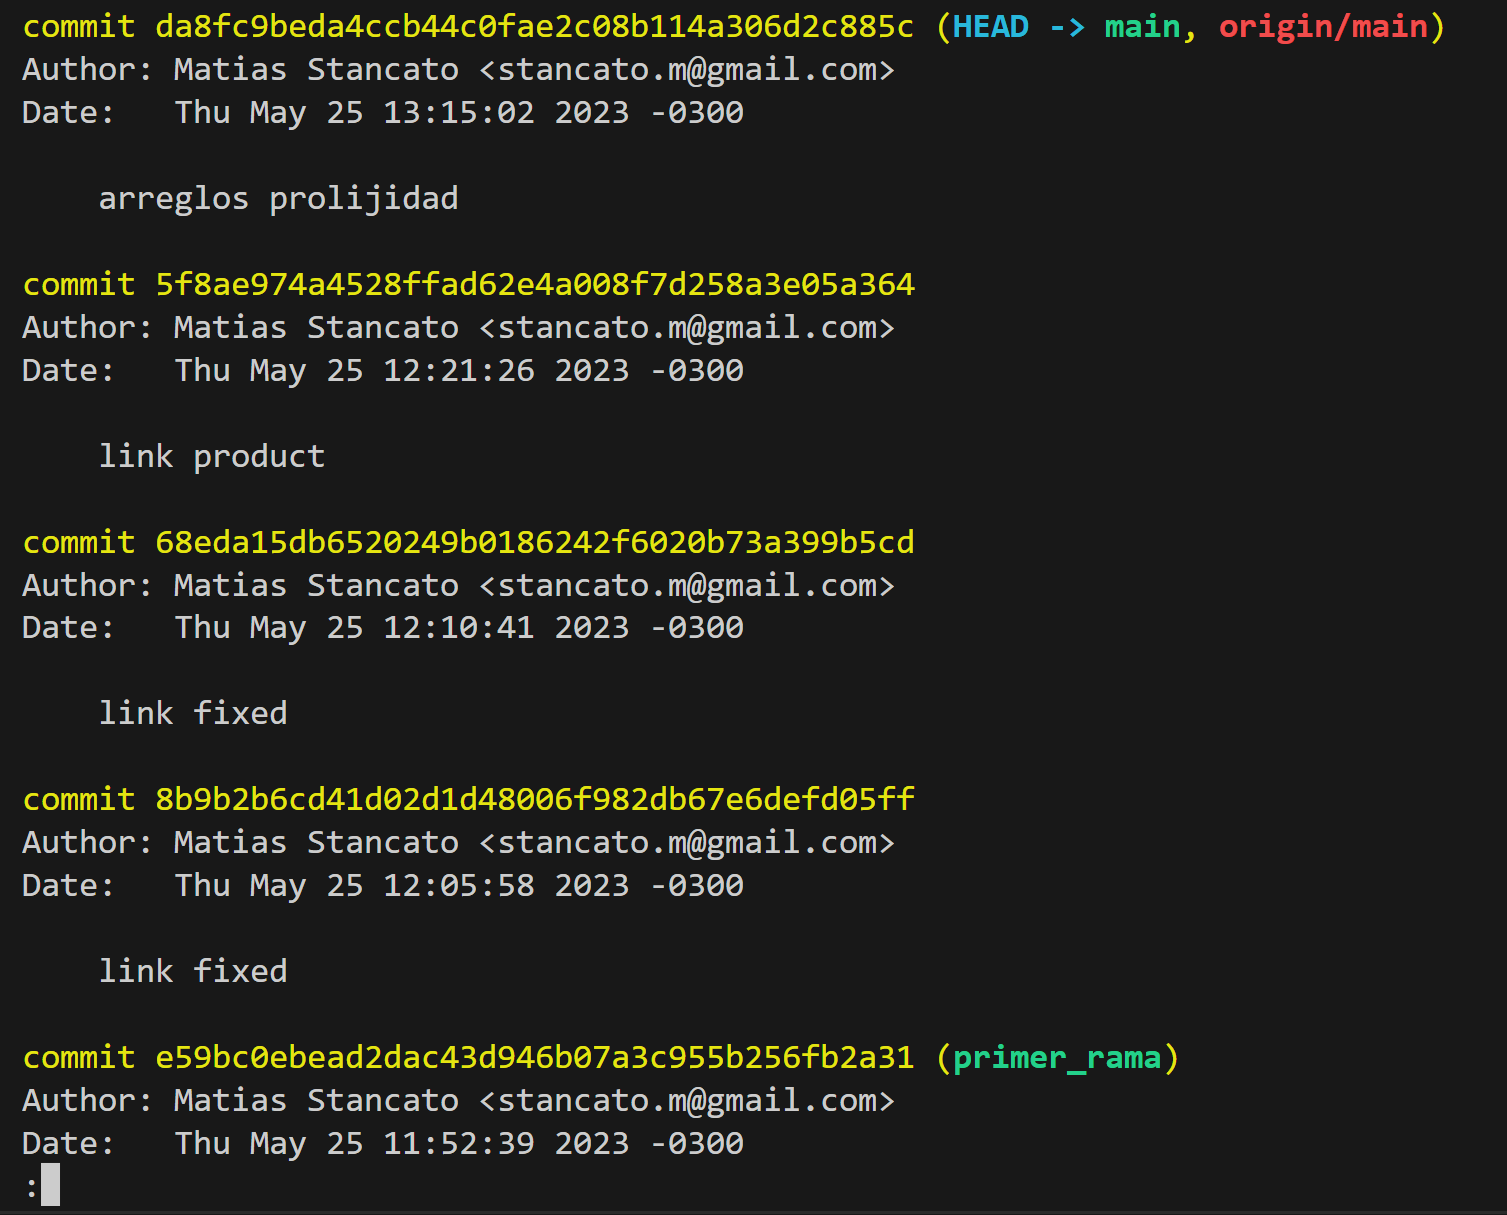 commit da8fc9beda4ccb44c0fae2c08b114a306d2c885c (HEAD -> main, origin/main)
Author: Matias Stancato <stancato.m@gmail.com>
Date:   Thu May 25 13:15:02 2023 -0300
    arreglos prolijidad
commit 5f8ae974a4528ffad62e4a008f7d258a3e05a364
Author: Matias Stancato <stancato.m@gmail.com>
Date:   Thu May 25 12:21:26 2023 -0300
    link product
commit 68eda15db6520249b0186242f6020b73a399b5cd
Author: Matias Stancato <stancato.m@gmail.com>
Date:   Thu May 25 12:10:41 2023 -0300
    link fixed
commit 8b9b2b6cd41d02d1d48006f982db67e6defd05ff
Author: Matias Stancato <stancato.m@gmail.com>
Date:   Thu May 25 12:05:58 2023 -0300
    link fixed
commit e59bc0ebead2dac43d946b07a3c955b256fb2a31 (primer_rama)
Author: Matias Stancato <stancato.m@gmail.com>
Date:   Thu May 25 11:52:39 2023 -0300
: